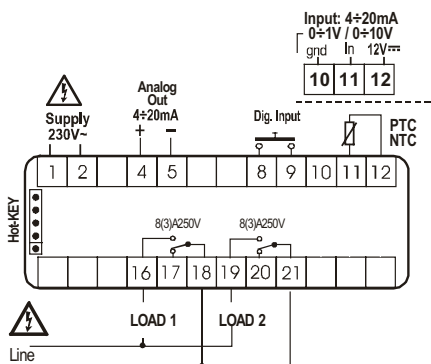 Input: 4÷20mA
0÷1V / 0÷10V
gnd In 12V⎓
10 11 12
Supply
230V~
Analog
Out
4÷20mA
+ −
Dig. Input
PTC
NTC
1 2 4 5 8 9 10 11 12
Hot-KEY
8(3)A250V 8(3)A250V
16 17 18 19 20 21
LOAD 1 LOAD 2
Line